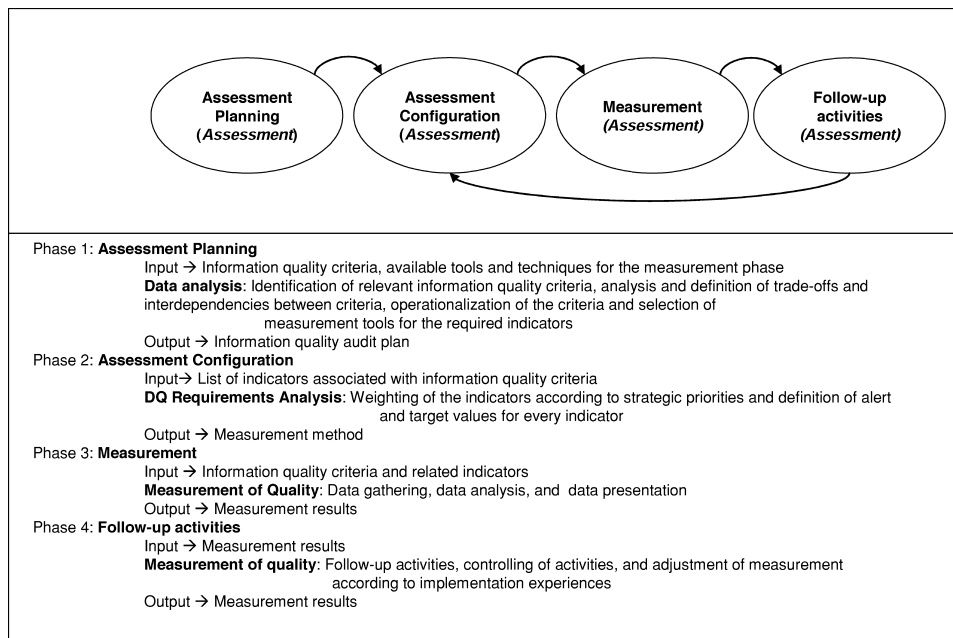 Assessment
Planning
(Assessment)
Assessment
Configuration
(Assessment)
Measurement
(Assessment)
Follow-up
activities
(Assessment)
Phase 1: Assessment Planning
Input → Information quality criteria, available tools and techniques for the measurement phase
Data analysis: Identification of relevant information quality criteria, analysis and definition of trade-offs and
interdependencies between criteria, operationalization of the criteria and selection of
measurement tools for the required indicators
Output → Information quality audit plan
Phase 2: Assessment Configuration
Input→ List of indicators associated with information quality criteria
DQ Requirements Analysis: Weighting of the indicators according to strategic priorities and definition of alert
and target values for every indicator
Output → Measurement method
Phase 3: Measurement
Input → Information quality criteria and related indicators
Measurement of Quality: Data gathering, data analysis, and data presentation
Output → Measurement results
Phase 4: Follow-up activities
Input → Measurement results
Measurement of quality: Follow-up activities, controlling of activities, and adjustment of measurement
according to implementation experiences
Output → Measurement results